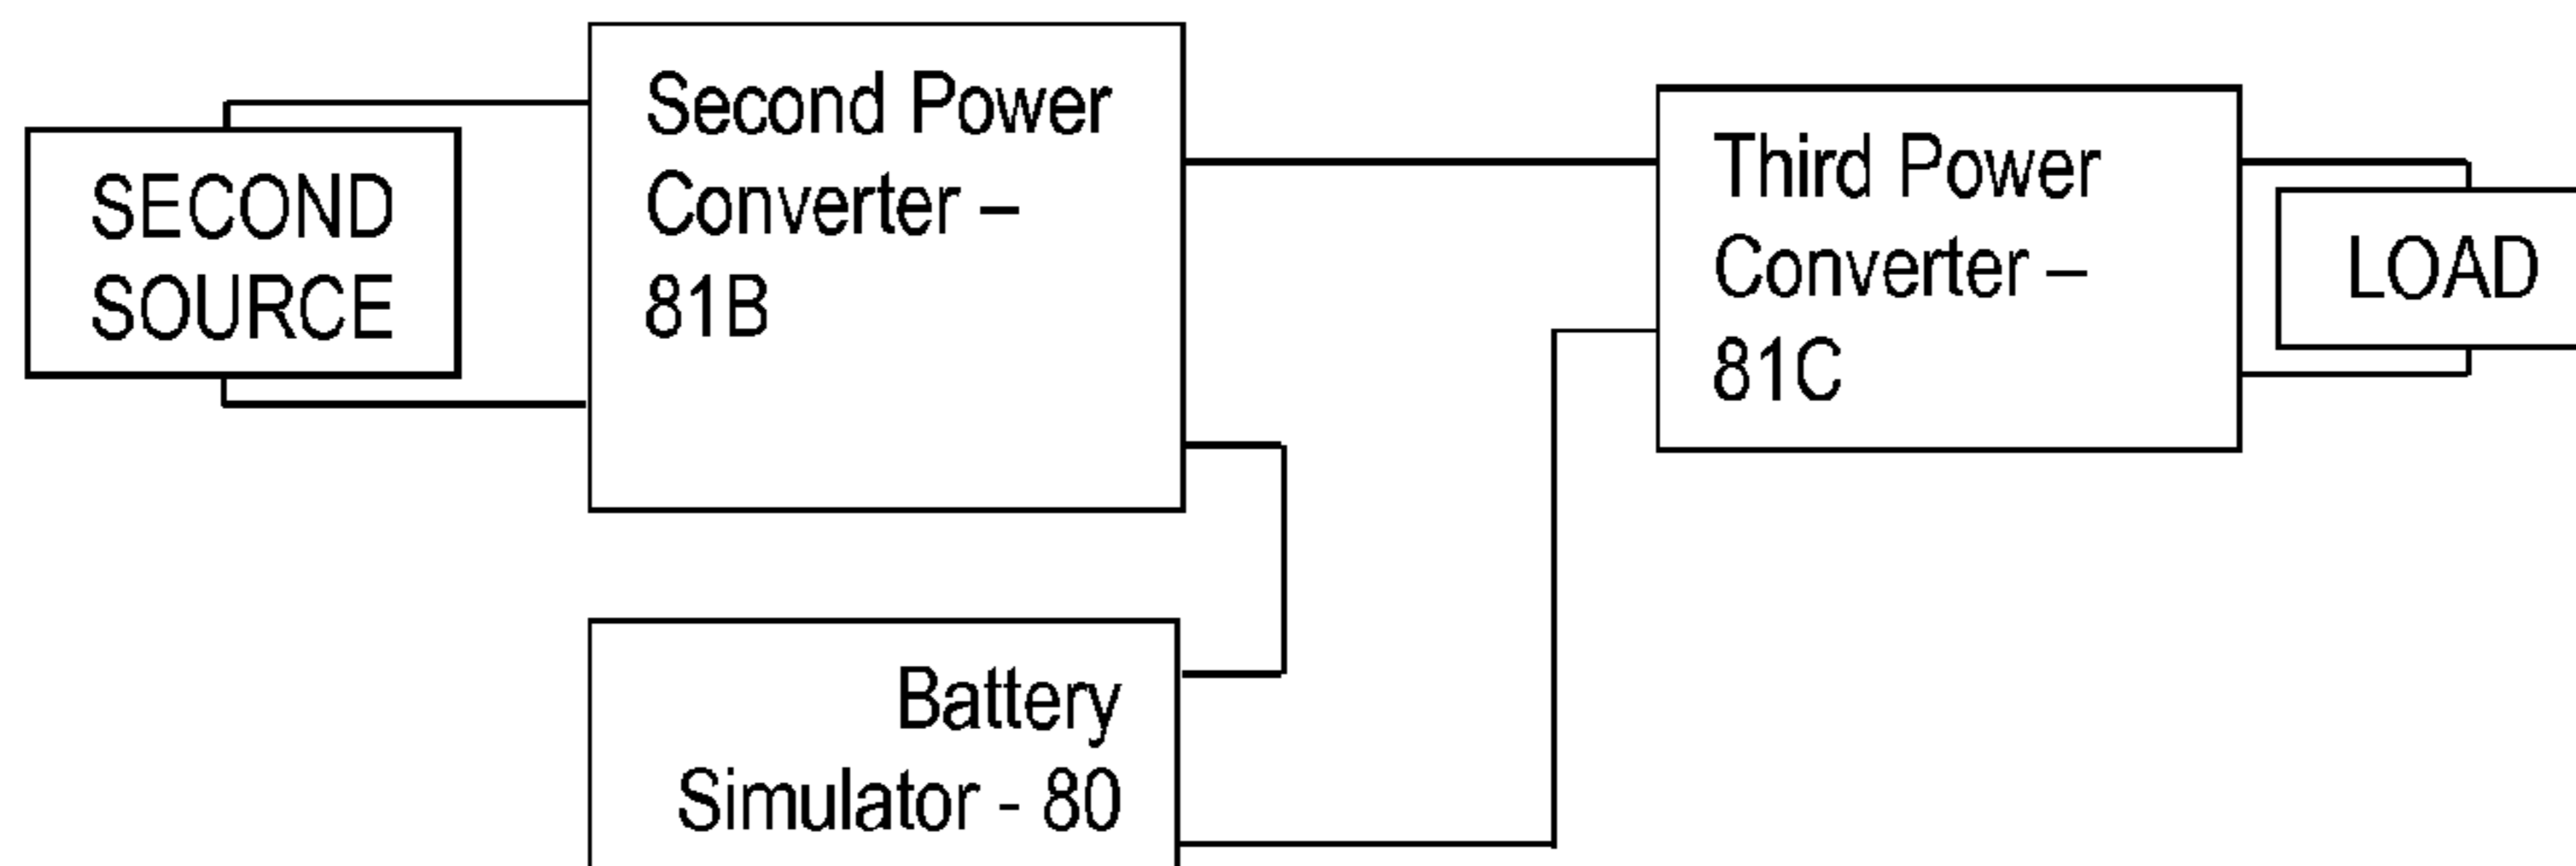 SECOND
SOURCE
Second Power
Converter –
81B
Third Power
Converter –
81C
LOAD
Battery
Simulator - 80